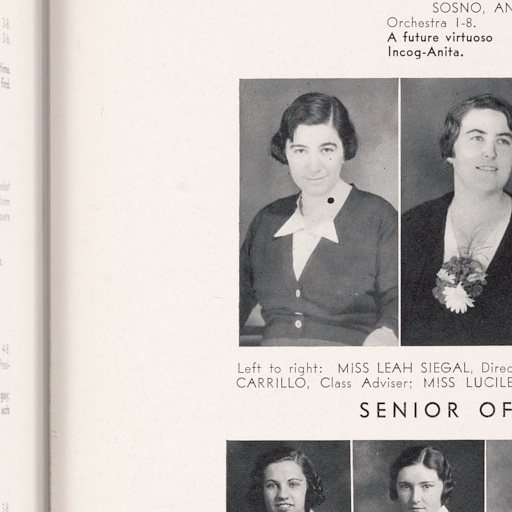 SOSNO, AN
Orchestra 1-8.
A future virtuoso
Incog-Anita.
Left to right: MISS LEAH SIEGAL, Direc
CARRILLO, Class Adviser; MISS LUCILE
SENIOR OF